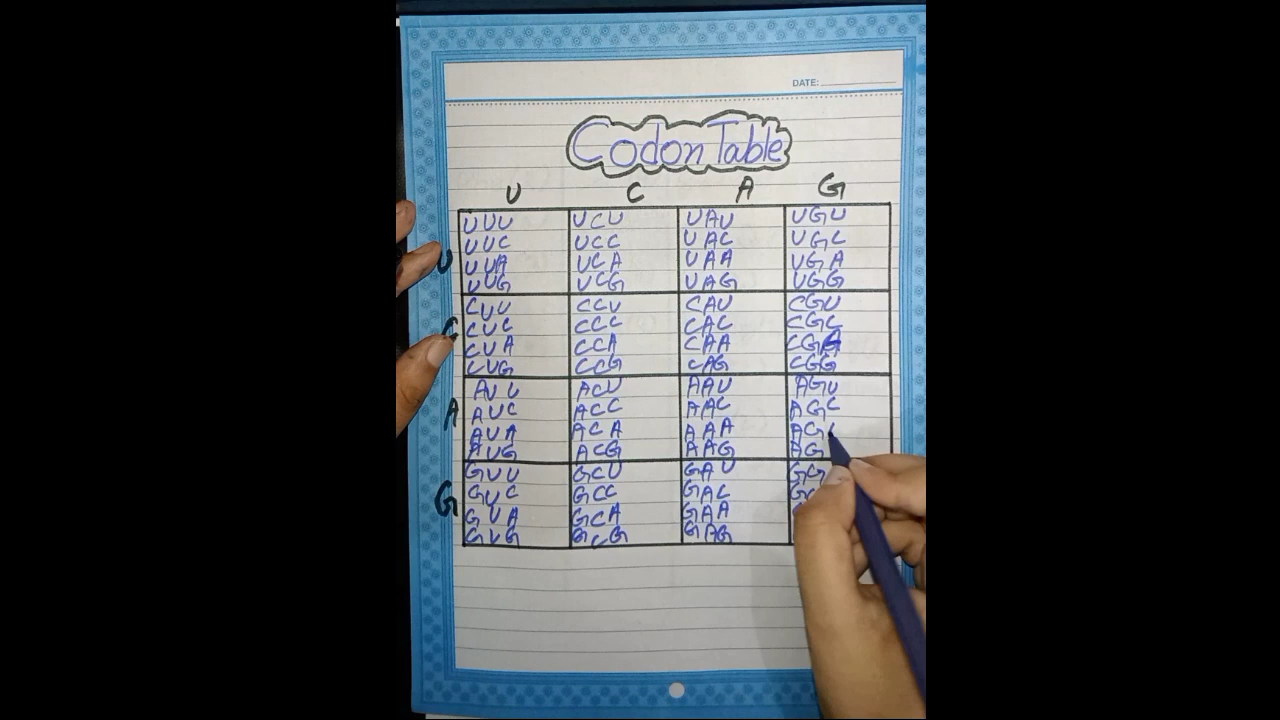 DATE:
Codon Table
U C A G
U
UUU UCU UAU UGU
UUC UCC UAC UGC
UUA UCA UAA UGA
UUG UCG UAG UGG
C
CUU CCU CAU CGU
CUC CCC CAC CGC
CUA CCA CAA CGA
CUG CCG CAG CGG
A
AUU ACU AAU AGU
AUC ACC AAC AGC
AUA ACA AAA
AUG ACG AAG
G
GUU GCU GAU
GUC GCC GAC
GUA GCA GAA
GUG GCG GAG